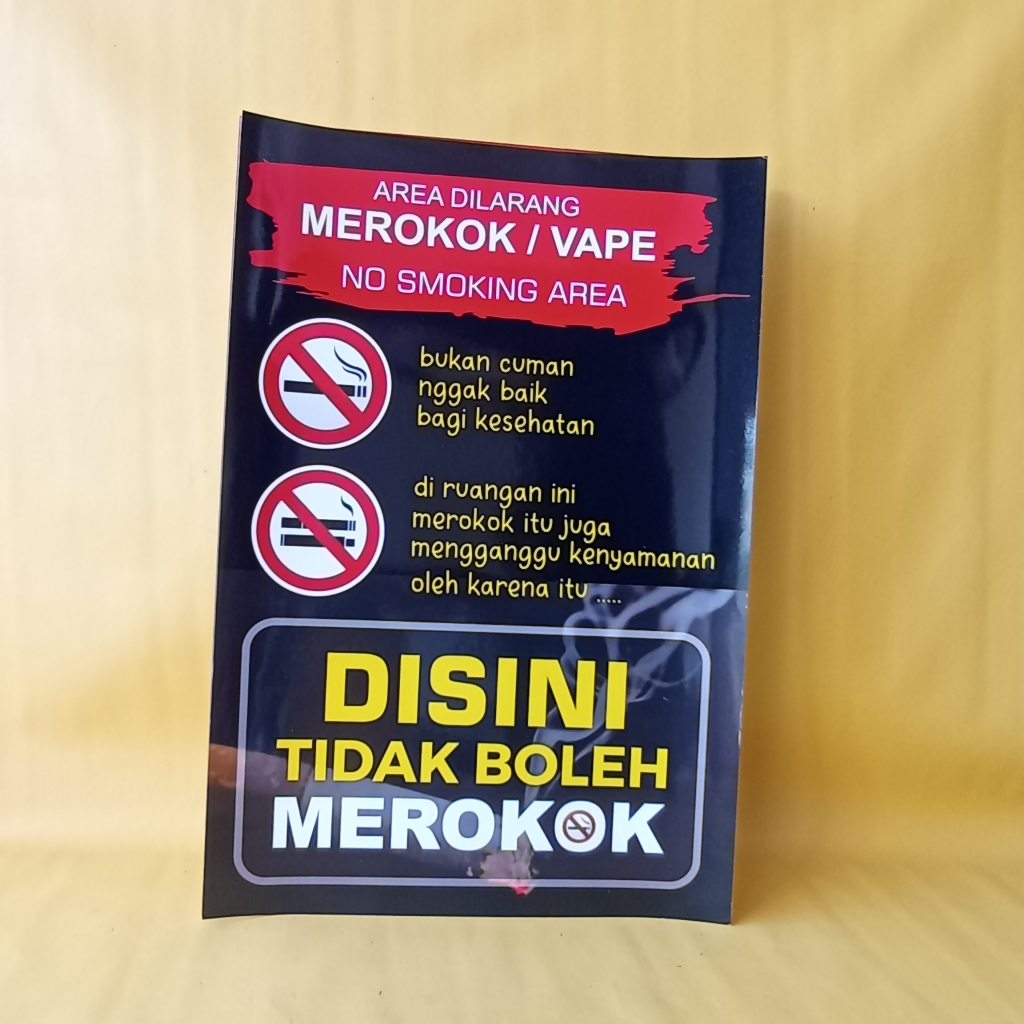 AREA DILARANG
MEROKOK / VAPE
NO SMOKING AREA
bukan cuman
nggak baik
bagi kesehatan
di ruangan ini
merokok itu juga
mengganggu kenyamanan
oleh karena itu .....
DISINI
TIDAK BOLEH
MEROKOK